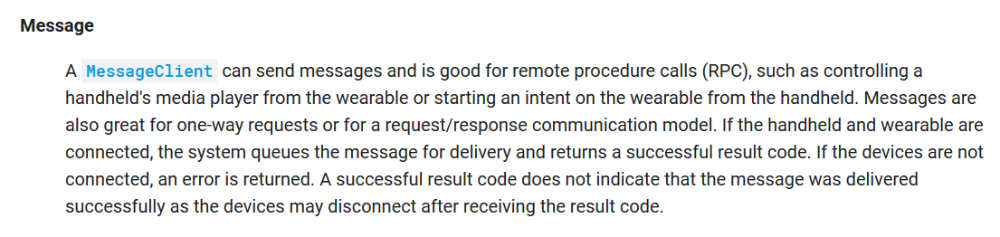 Message
A MessageClient can send messages and is good for remote procedure calls (RPC), such as controlling a
handheld's media player from the wearable or starting an intent on the wearable from the handheld. Messages are
also great for one-way requests or for a request/response communication model. If the handheld and wearable are
connected, the system queues the message for delivery and returns a successful result code. If the devices are not
connected, an error is returned. A successful result code does not indicate that the message was delivered
successfully as the devices may disconnect after receiving the result code.